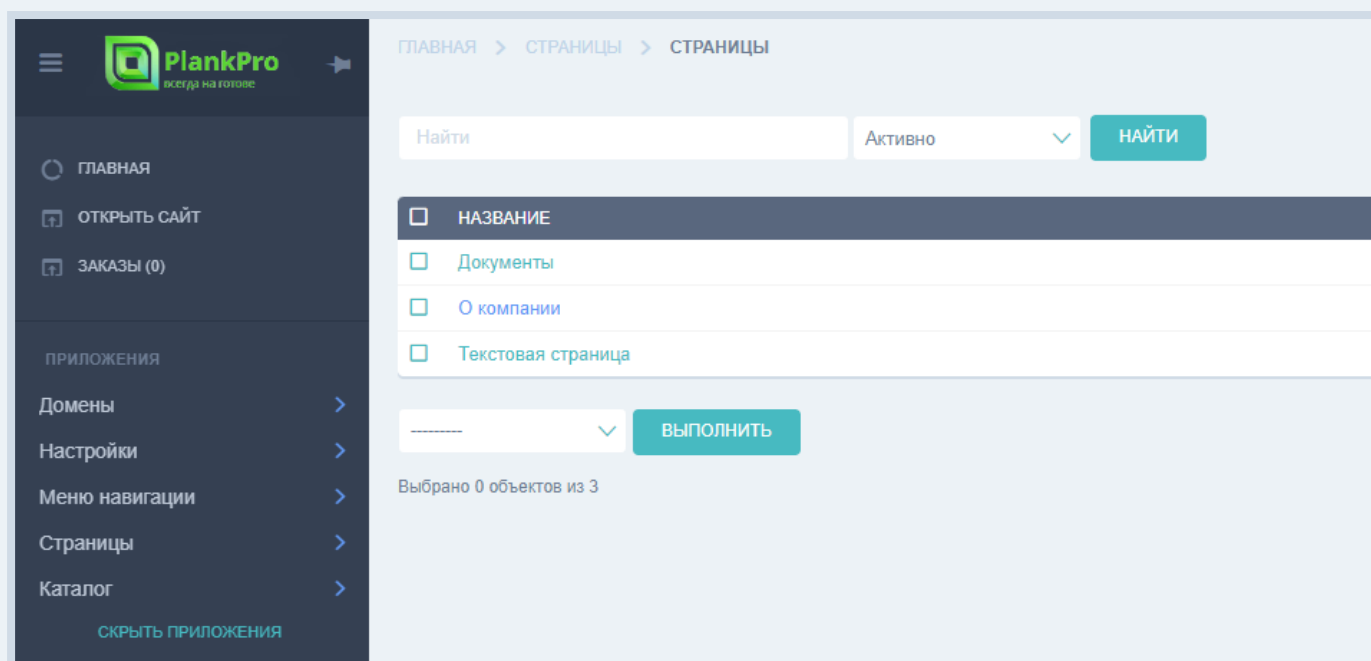 PlankPro
всегда на готове
ГЛАВНАЯ
ОТКРЫТЬ САЙТ
ЗАКАЗЫ (0)
ПРИЛОЖЕНИЯ
Домены
Настройки
Меню навигации
Страницы
Каталог
СКРЫТЬ ПРИЛОЖЕНИЯ
ГЛАВНАЯ > СТРАНИЦЫ > СТРАНИЦЫ
Найти Активно НАЙТИ
НАЗВАНИЕ
Документы
О компании
Текстовая страница
--------- ВЫПОЛНИТЬ
Выбрано 0 объектов из 3